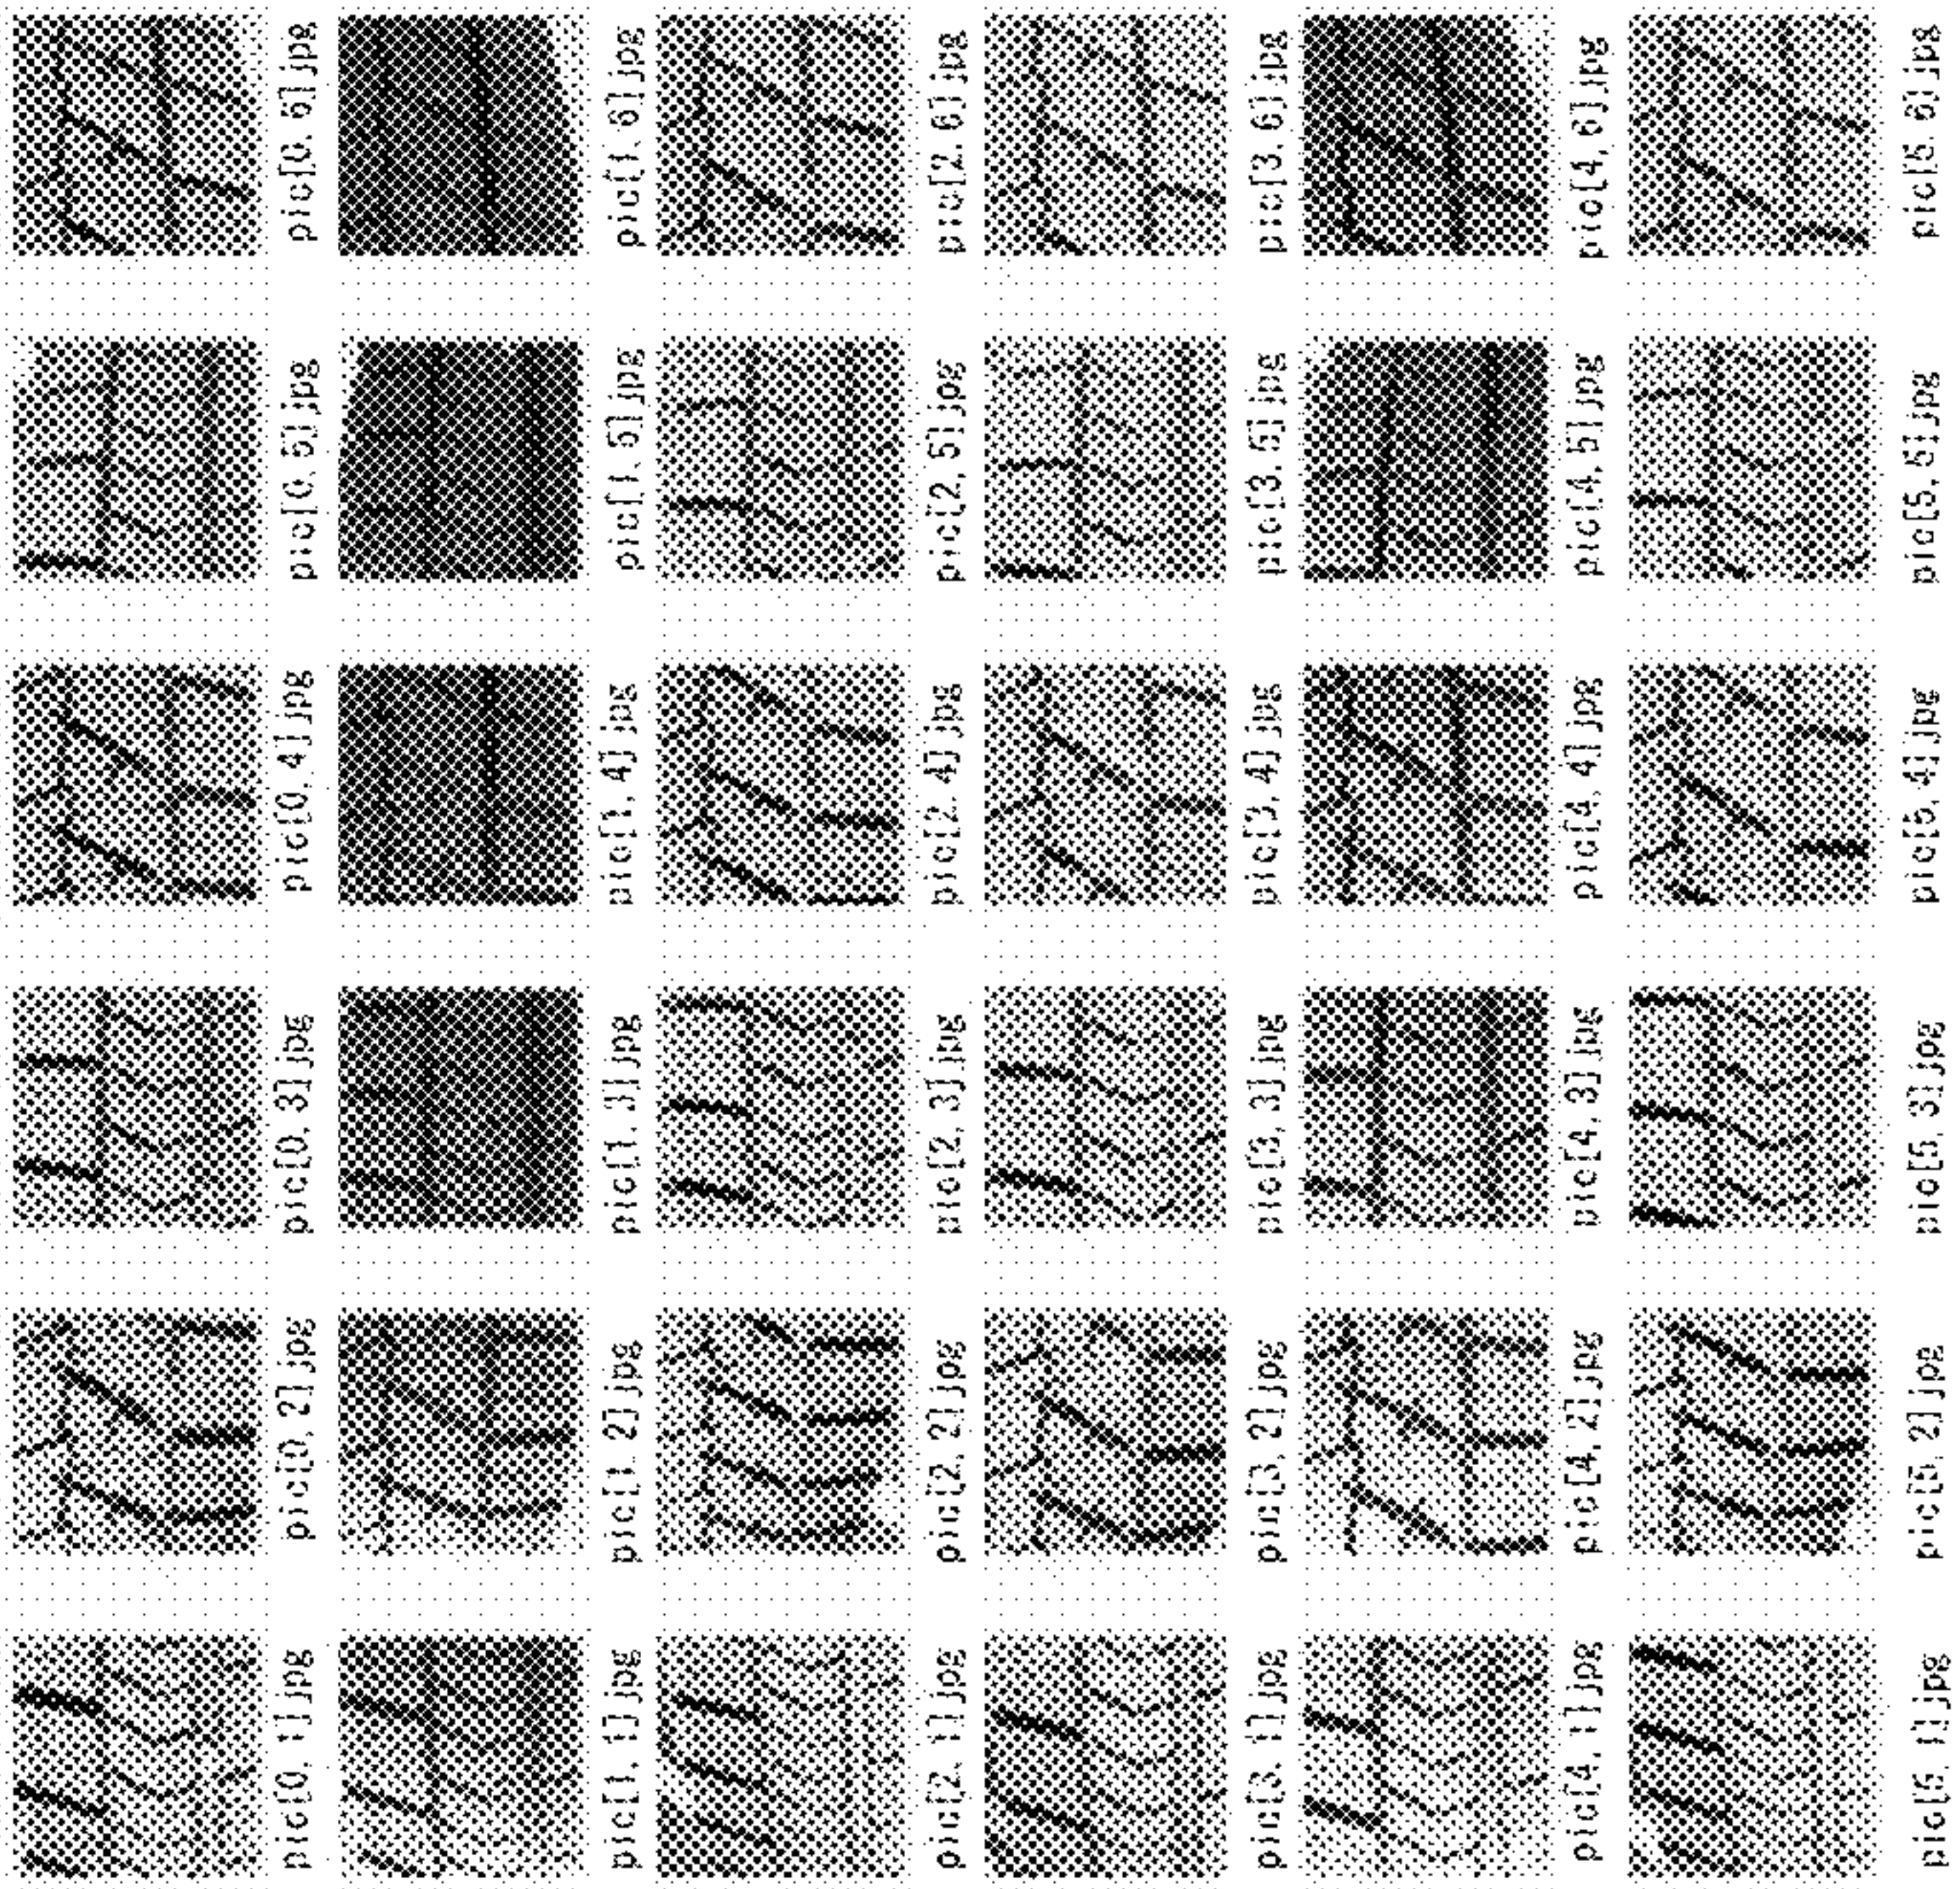 pic[0, 1]jpg pic[0, 2]jpg pic[0, 3]jpg pic[0, 4]jpg pic[0, 5]jpg pic[0, 6]jpg
pic[1, 1]jpg pic[1, 2]jpg pic[1, 3]jpg pic[1, 4]jpg pic[1, 5]jpg pic[1, 6]jpg
pic[2, 1]jpg pic[2, 2]jpg pic[2, 3]jpg pic[2, 4]jpg pic[2, 5]jpg pic[2, 6]jpg
pic[3, 1]jpg pic[3, 2]jpg pic[3, 3]jpg pic[3, 4]jpg pic[3, 5]jpg pic[3, 6]jpg
pic[4, 1]jpg pic[4, 2]jpg pic[4, 3]jpg pic[4, 4]jpg pic[4, 5]jpg pic[4, 6]jpg
pic[5, 1]jpg pic[5, 2]jpg pic[5, 3]jpg pic[5, 4]jpg pic[5, 5]jpg pic[5, 6]jpg